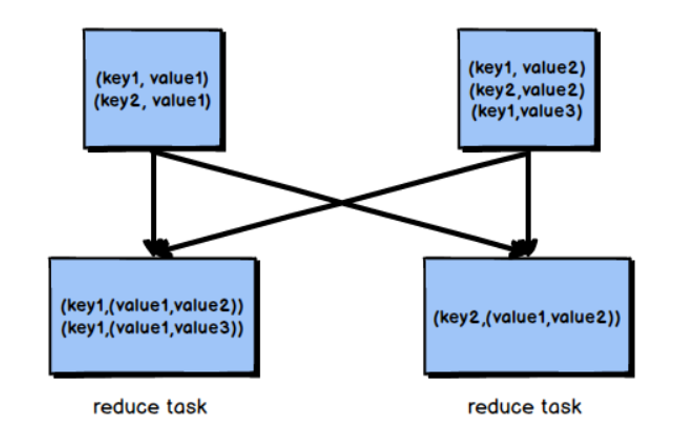 (key1, value1)
(key2, value1)
(key1, value2)
(key2,value2)
(key1,value3)
(key1,(value1,value2))
(key1,(value1,value3))
(key2,(value1,value2))
reduce task
reduce task